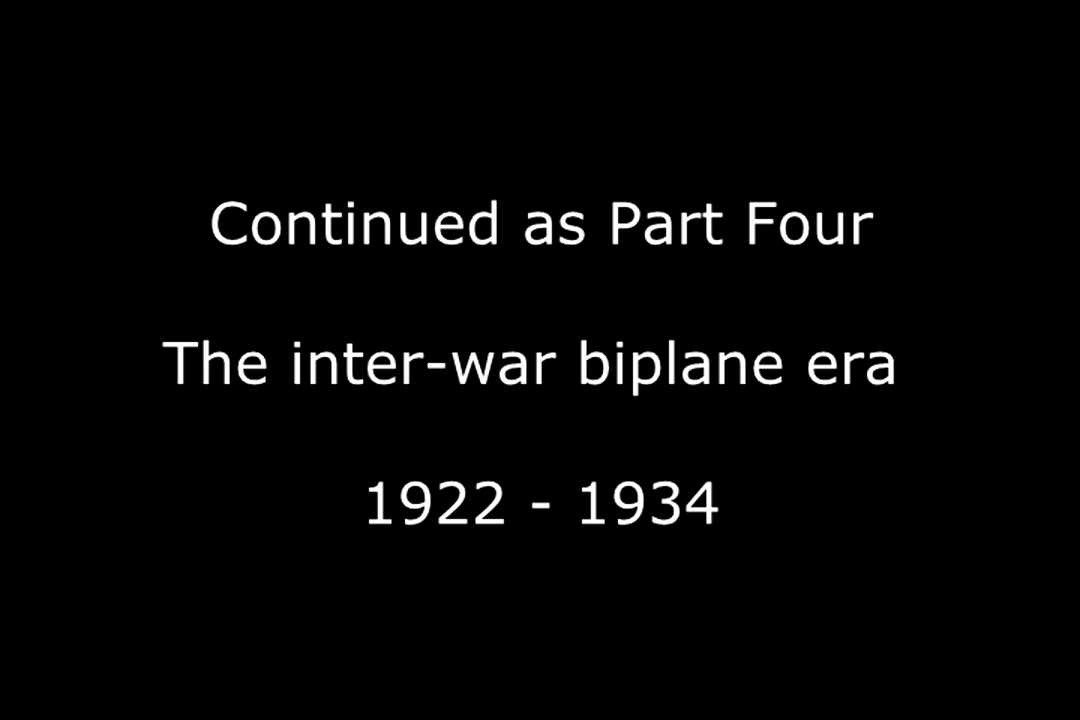 Continued as Part Four
The inter-war biplane era
1922 - 1934